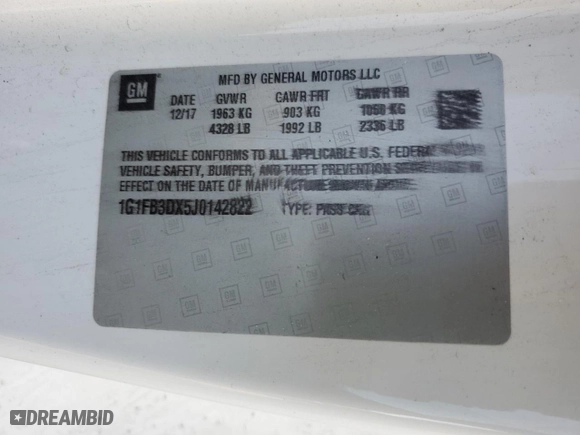 GM
MFD BY GENERAL MOTORS LLC
DATE GVWR GAWR FRT GAWR RR
12/17 1963 KG 903 KG 1060 KG
4328 LB 1992 LB 2336 LB
THIS VEHICLE CONFORMS TO ALL APPLICABLE U.S. FEDERAL
VEHICLE SAFETY, BUMPER, AND THEFT PREVENTION
EFFECT ON THE DATE OF MANUFACTURE
1G1FB3DX5J0142822 TYPE: PASS CAR
DREAMBID